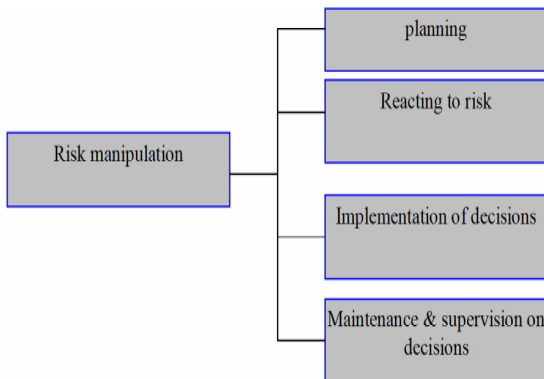 planning
Reacting to risk
Risk manipulation
Implementation of decisions
Maintenance & supervision on
decisions